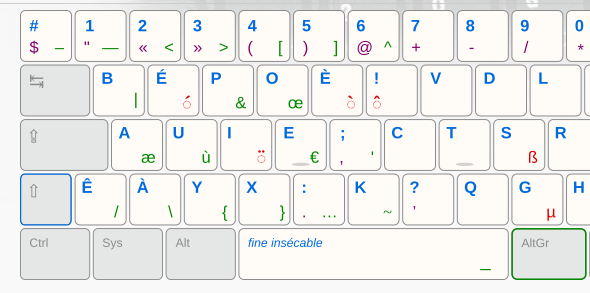 # 1 2 3 4 5 6 7 8 9 0
$ – " — « < » > ( [ ) ] @ ^ + - / *
B É P O È ! V D L
| ó & œ ò ô
A U I E ; C T S R
æ ù ö € , ' ß
Ê À Y X : K ? Q G H
/ \ { } . … ~ ' µ
Ctrl Sys Alt fine insécable AltGr
_